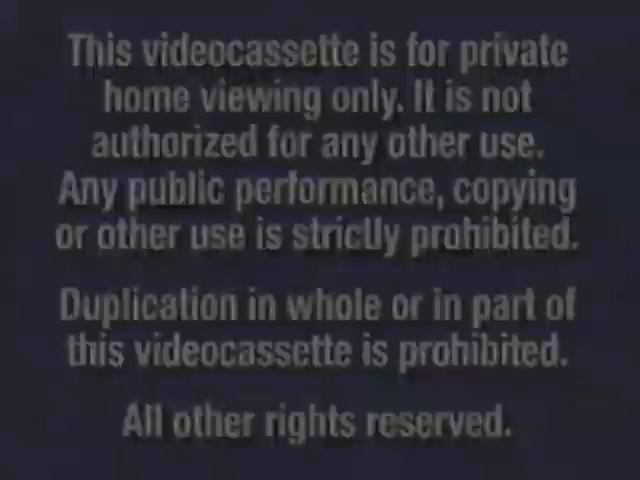 This videocassette is for private
home viewing only. It is not
authorized for any other use.
Any public performance, copying
or other use is strictly prohibited.
Duplication in whole or in part of
this videocassette is prohibited.
All other rights reserved.